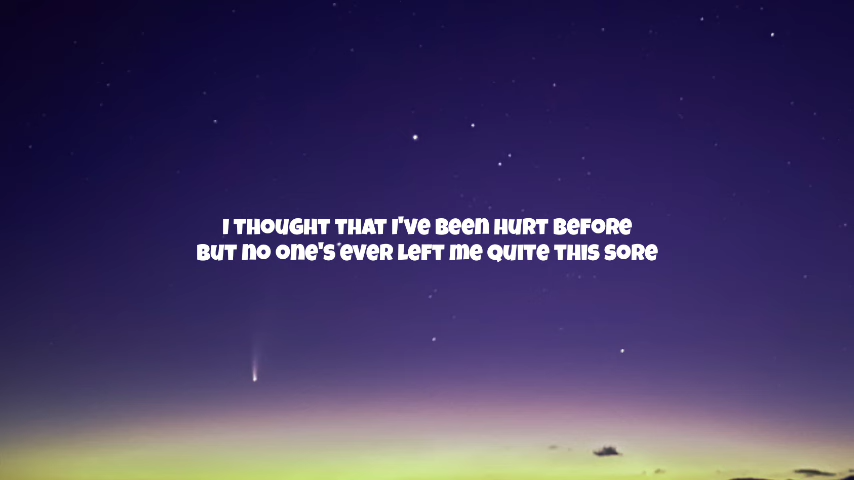 I THOUGHT THAT I'VE BEEN HURT BEFORE
BUT NO ONE'S EVER LEFT ME QUITE THIS SORE